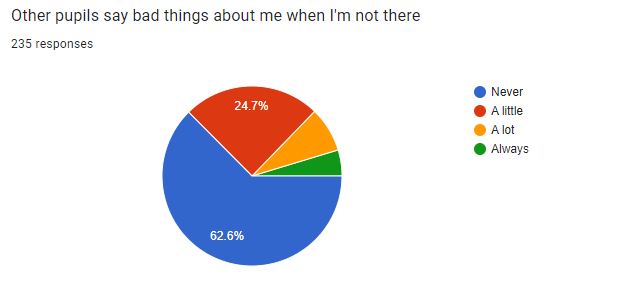 Other pupils say bad things about me when I'm not there
235 responses
24.7%
62.6%
Never
A little
A lot
Always